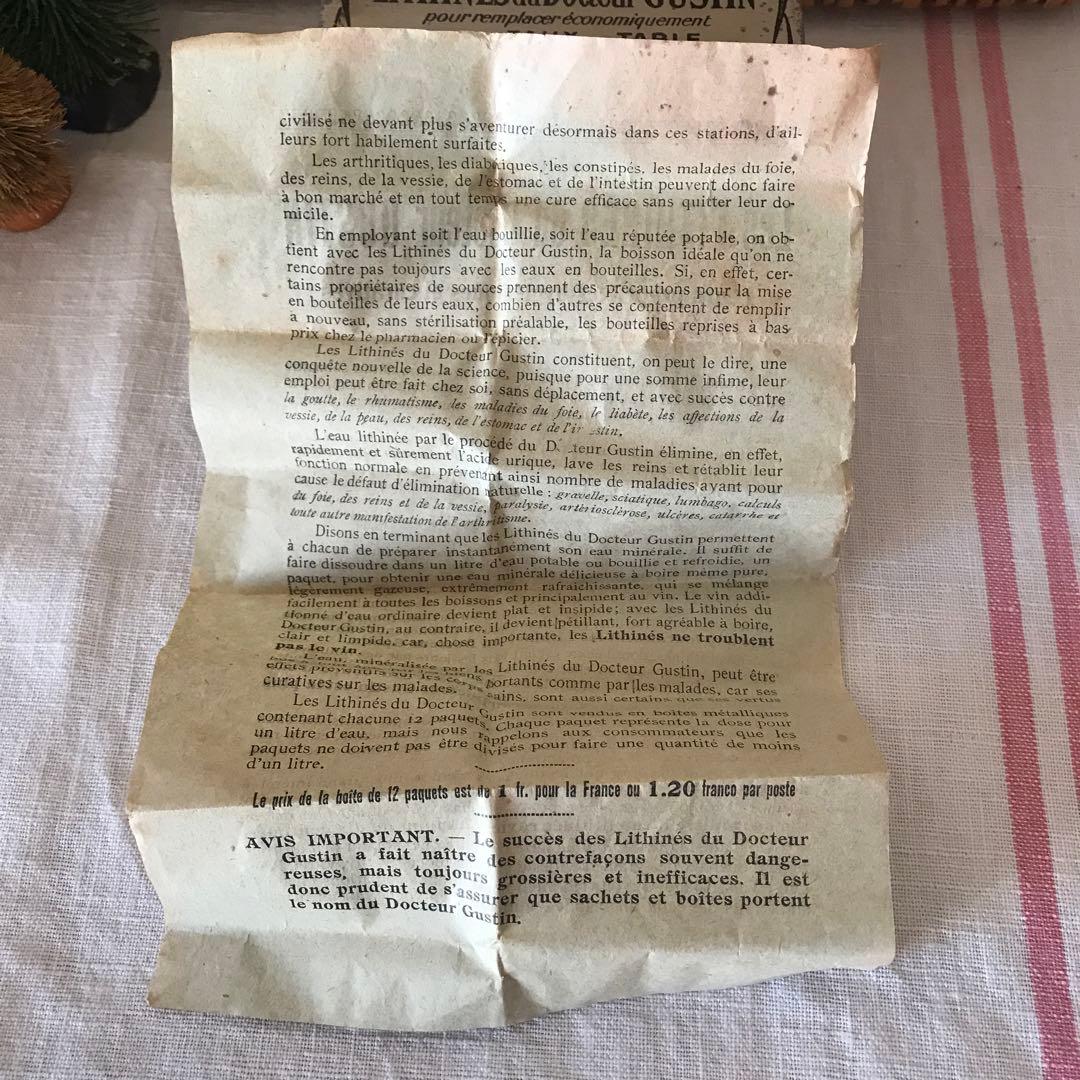 LITHINÉS du Docteur GUSTIN
pour remplacer économiquement
TABLE
civilisé ne devant plus s'aventurer désormais dans ces stations, d'ail-
leurs fort habilement surfaites.
Les arthritiques, les diabétiques, les constipés, les malades du foie,
des reins, de la vessie, de l'estomac et de l'intestin peuvent donc faire
à bon marché et en tout temps une cure efficace sans quitter leur do-
micile.
En employant soit l'eau bouillie, soit l'eau réputée potable, on ob-
tient avec les Lithinés du Docteur Gustin, la boisson idéale qu'on ne
rencontre pas toujours avec les eaux en bouteilles. Si, en effet, cer-
tains propriétaires de sources prennent des précautions pour la mise
en bouteilles de leurs eaux, combien d'autres se contentent de remplir
à nouveau, sans stérilisation préalable, les bouteilles reprises à bas
prix chez le pharmacien ou l'épicier.
Les Lithinés du Docteur Gustin constituent, on peut le dire, une
conquête nouvelle de la science, puisque pour une somme infime, leur
emploi peut être fait chez soi, sans déplacement, et avec succès contre
la goutte, le rhumatisme, les maladies du foie, le diabète, les affections de la
vessie, de la peau, des reins, de l'estomac et de l'intestin.
L'eau lithinée par le procédé du Docteur Gustin élimine, en effet,
rapidement et sûrement l'acide urique, lave les reins et rétablit leur
fonction normale en prévenant ainsi nombre de maladies ayant pour
cause le défaut d'élimination naturelle : gravelle, sciatique, lumbago, calculs
du foie, des reins et de la vessie, paralysie, artériosclérose, ulcères, catarrhe et
toute autre manifestation de l'arthritisme.
Disons en terminant que les Lithinés du Docteur Gustin permettent
à chacun de préparer instantanément son eau minérale. Il suffit de
faire dissoudre dans un litre d'eau potable ou bouillie et refroidie, un
paquet, pour obtenir une eau minérale délicieuse à boire même pure,
légèrement gazeuse, extrêmement rafraichissante, qui se mélange
facilement à toutes les boissons et principalement au vin. Le vin addi-
tionné d'eau ordinaire devient plat et insipide; avec les Lithinés du
Docteur Gustin, au contraire, il devient pétillant, fort agréable à boire,
clair et limpide, car, chose importante, les Lithinés ne troublent
pas le vin.
L'eau, minéralisée par les Lithinés du Docteur Gustin, peut être
portants comme par les malades, car ses
effets préventifs sur les corps sains, sont aussi certains que ses vertus
curatives sur les malades.
Les Lithinés du Docteur Gustin sont vendus en boîtes métalliques
contenant chacune 12 paquets. Chaque paquet représente la dose pour
un litre d'eau, mais nous rappelons aux consommateurs que les
paquets ne doivent pas être divisés pour faire une quantité de moins
d'un litre.
Le prix de la boîte de 12 paquets est de 1 fr. pour la France ou 1.20 franco par poste
AVIS IMPORTANT. — Le succès des Lithinés du Docteur
Gustin a fait naître des contrefaçons souvent dange-
reuses, mais toujours grossières et inefficaces. Il est
donc prudent de s'assurer que sachets et boîtes portent
le nom du Docteur Gustin.